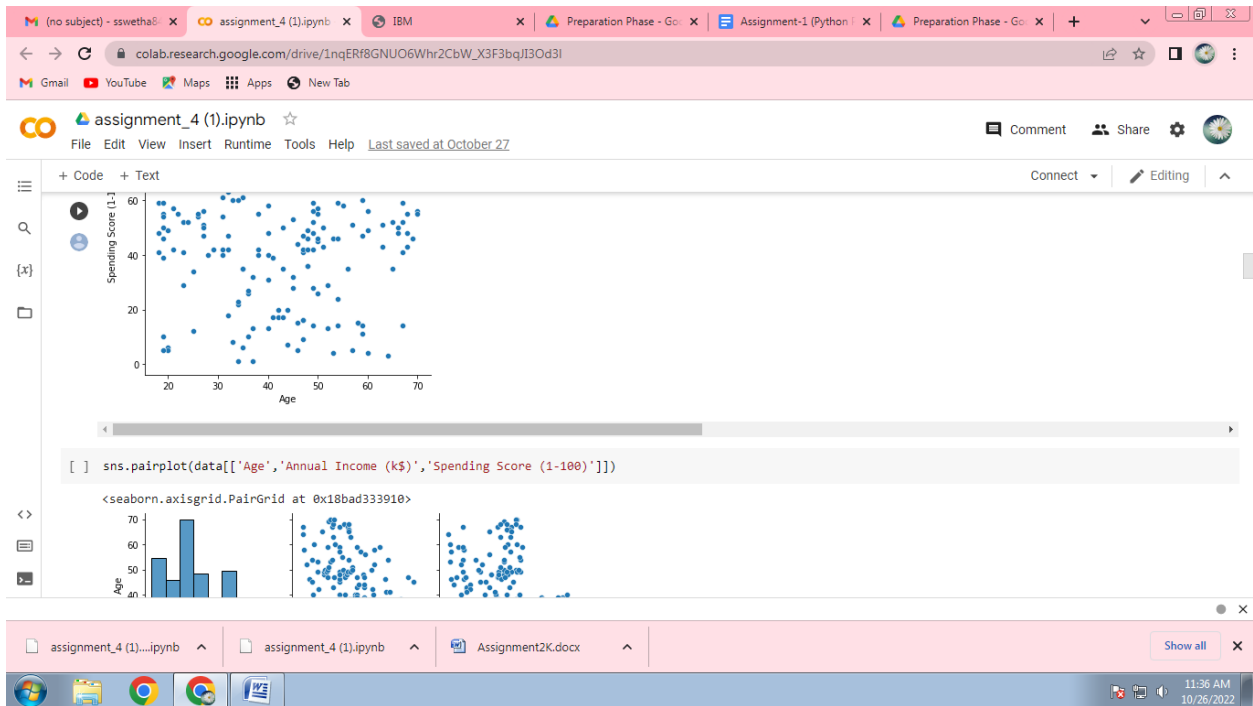 (no subject) - sswetha8
assignment_4 (1).ipynb
IBM
Preparation Phase - Goo
Assignment-1 (Python
Preparation Phase - Goo
colab.research.google.com/drive/1nqERf8GNUO6Whr2CbW_X3F3bqJI3Od3I
Gmail YouTube Maps Apps New Tab
assignment_4 (1).ipynb
Comment Share
File Edit View Insert Runtime Tools Help Last saved at October 27
+ Code + Text
Connect Editing
{x}
Spending Score (1-1
60
40
20
0
20 30 40 50 60 70
Age
[ ] sns.pairplot(data[['Age','Annual Income (k$)','Spending Score (1-100)']])
<seaborn.axisgrid.PairGrid at 0x18bad333910>
70
60
50
40
Age
assignment_4 (1)....ipynb
assignment_4 (1).ipynb
Assignment2K.docx
Show all
11:36 AM
10/26/2022